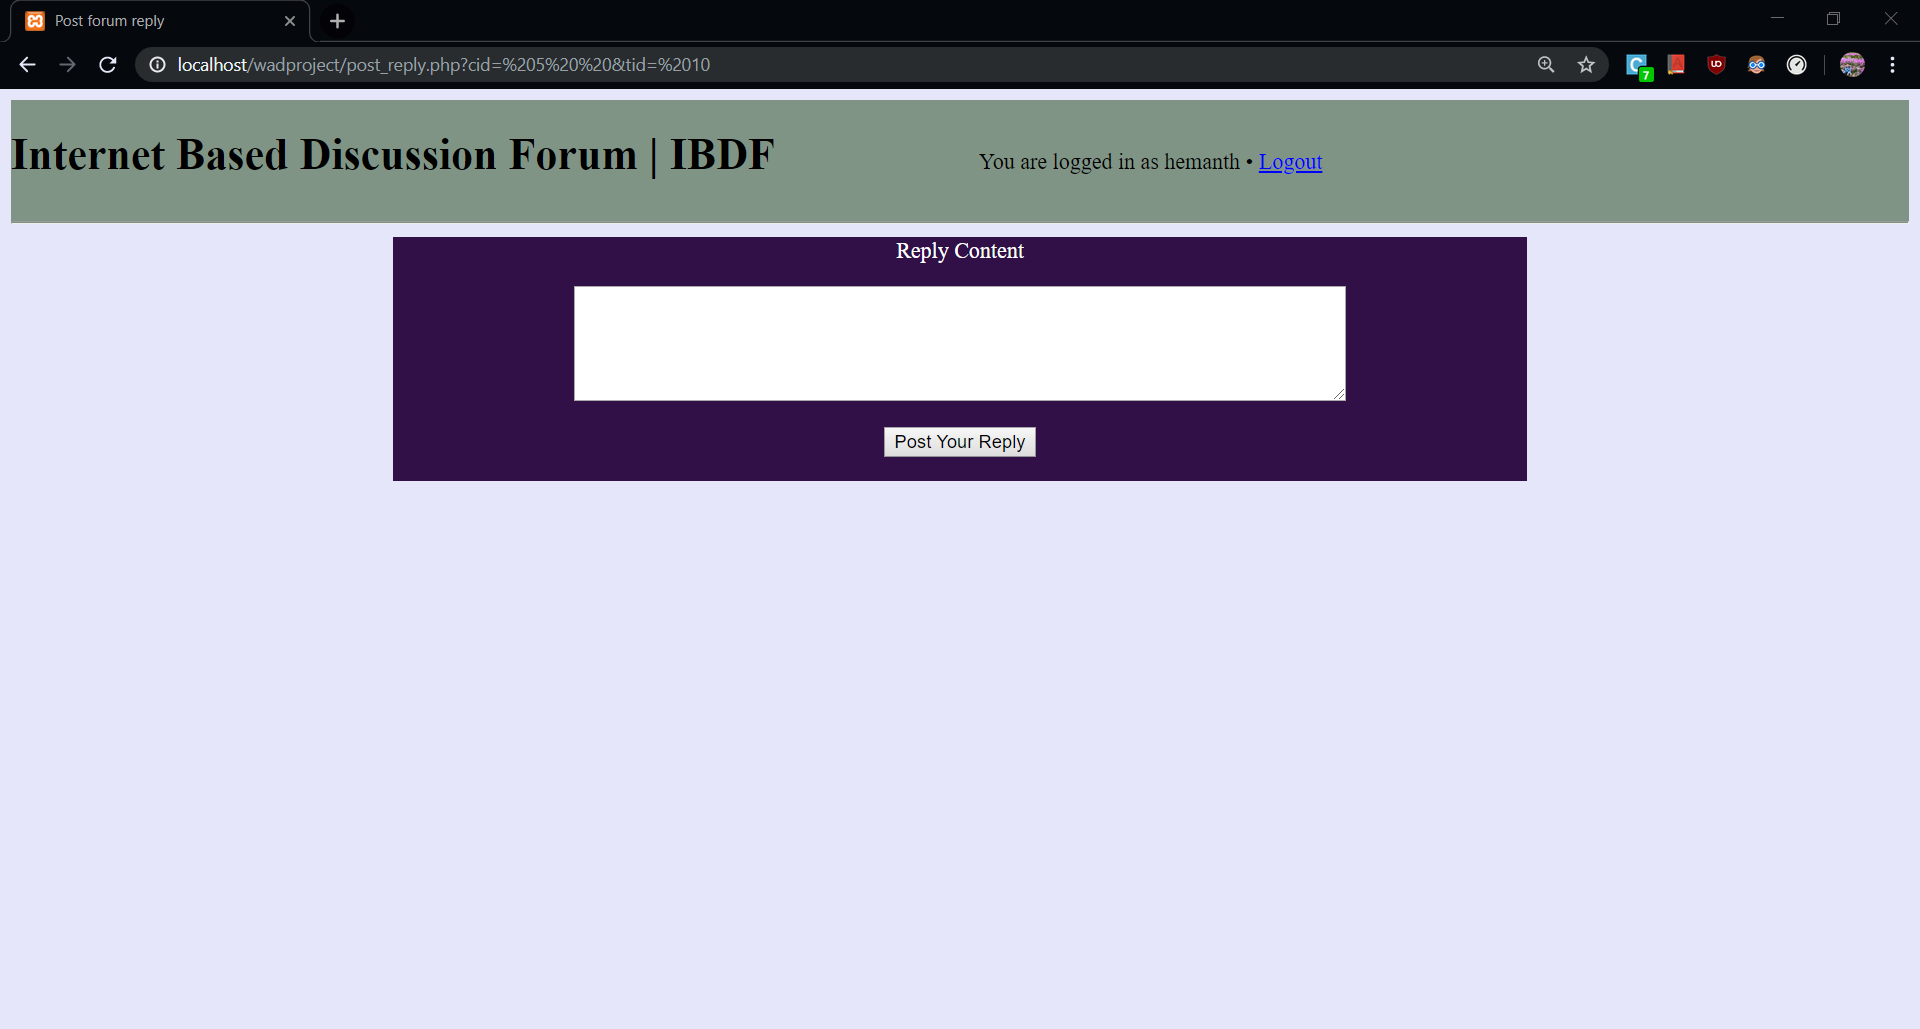 Post forum reply
localhost/wadproject/post_reply.php?cid=%205%20%20&tid=%2010
7
Internet Based Discussion Forum | IBDF
You are logged in as hemanth • Logout
Reply Content
Post Your Reply